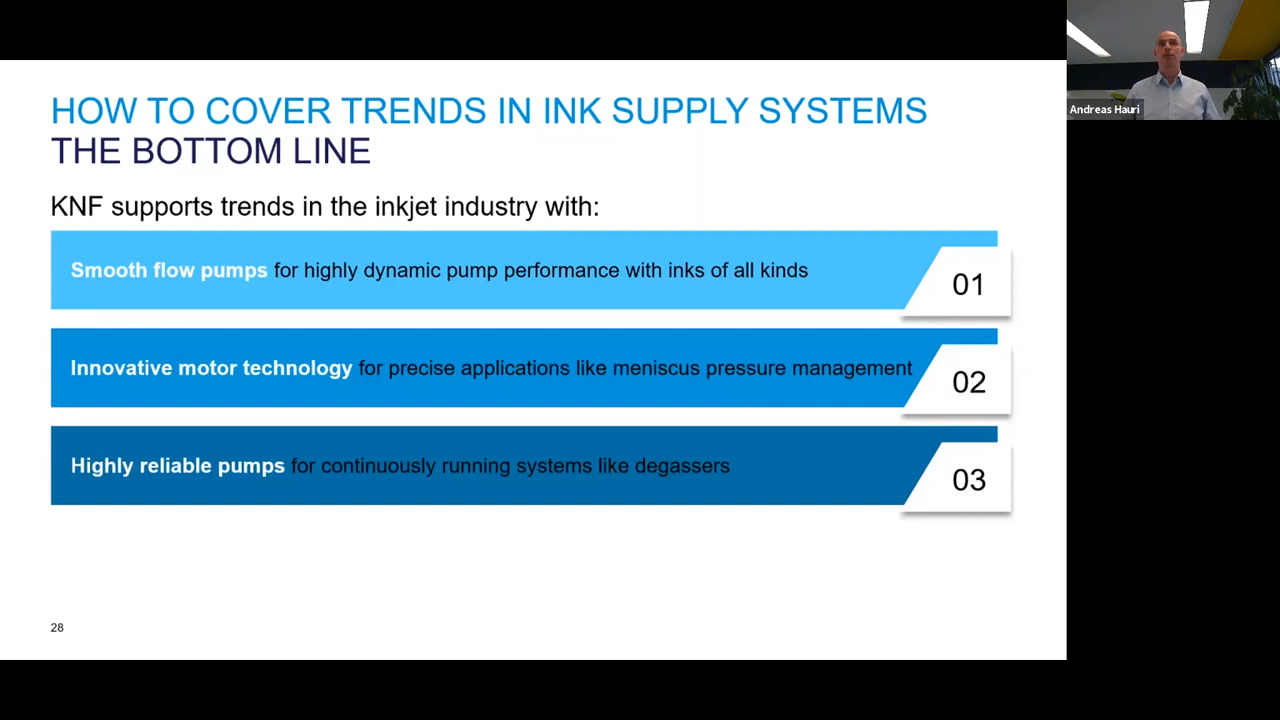 HOW TO COVER TRENDS IN INK SUPPLY SYSTEMS
THE BOTTOM LINE
KNF supports trends in the inkjet industry with:
Smooth flow pumps for highly dynamic pump performance with inks of all kinds
01
Innovative motor technology for precise applications like meniscus pressure management
02
Highly reliable pumps for continuously running systems like degassers
03
28
Andreas Hauri